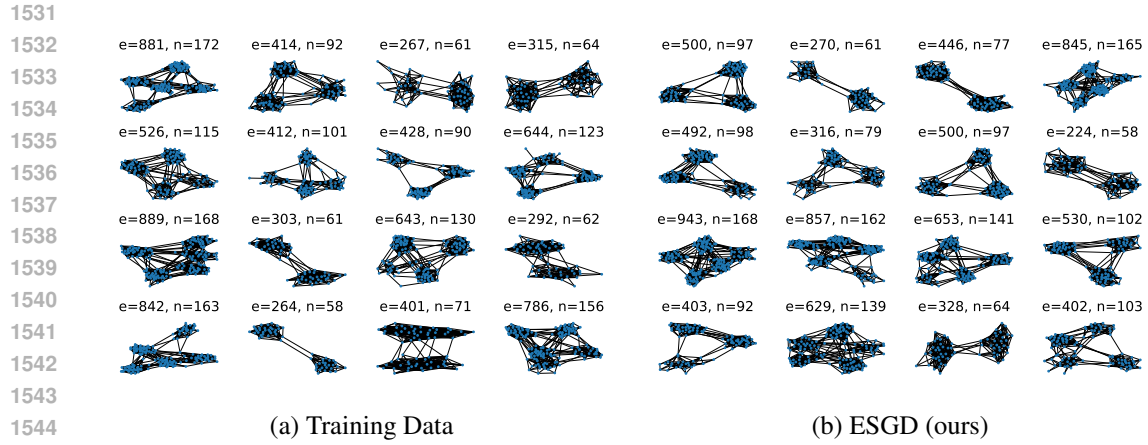 1531
1532
e=881, n=172 e=414, n=92 e=267, n=61 e=315, n=64 e=500, n=97 e=270, n=61 e=446, n=77 e=845, n=165
1533
1534
1535
e=526, n=115 e=412, n=101 e=428, n=90 e=644, n=123 e=492, n=98 e=316, n=79 e=500, n=97 e=224, n=58
1536
1537
e=889, n=168 e=303, n=61 e=643, n=130 e=292, n=62 e=943, n=168 e=857, n=162 e=653, n=141 e=530, n=102
1538
1539
1540
e=842, n=163 e=264, n=58 e=401, n=71 e=786, n=156 e=403, n=92 e=629, n=139 e=328, n=64 e=402, n=103
1541
1542
1543
(a) Training Data (b) ESGD (ours)
1544